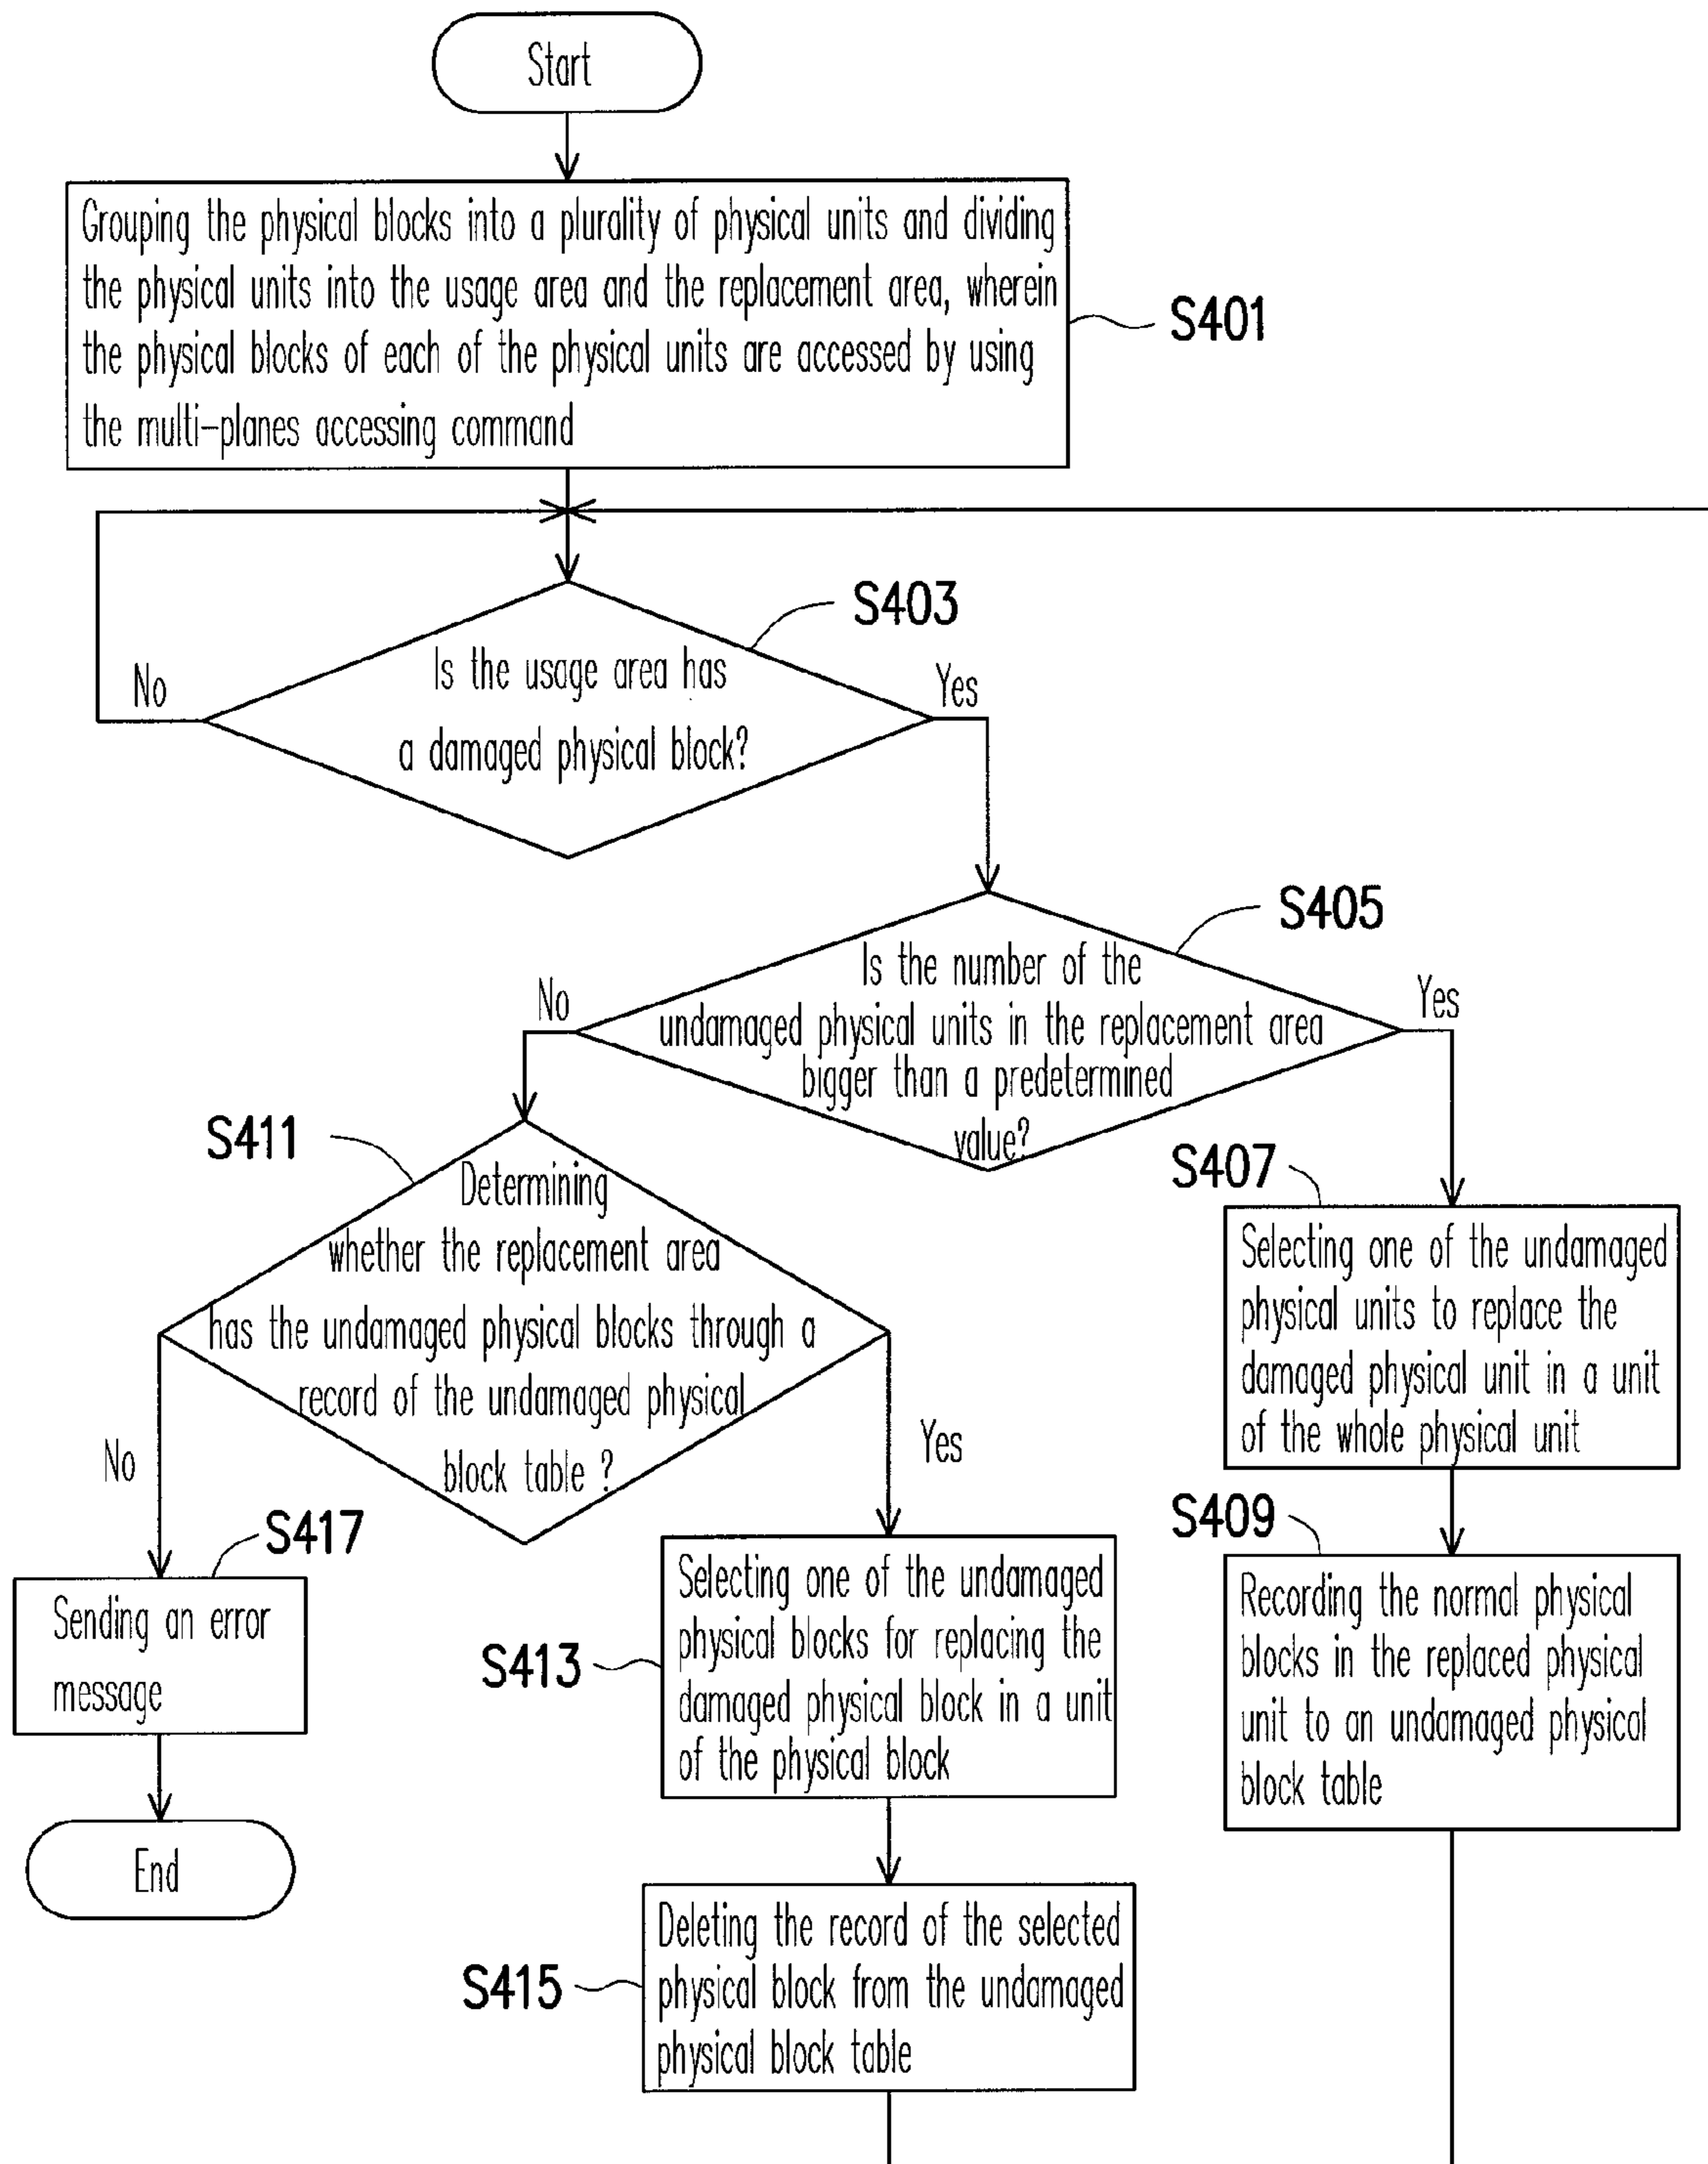 Start
Grouping the physical blocks into a plurality of physical units and dividing
the physical units into the usage area and the replacement area, wherein
the physical blocks of each of the physical units are accessed by using
the multi-planes accessing command
S401
S403
Is the usage area has
a damaged physical block?
No
Yes
S405
Is the number of the
undamaged physical units in the replacement area
bigger than a predetermined
value?
No
Yes
S411
Determining
whether the replacement area
has the undamaged physical blocks through a
record of the undamaged physical
block table ?
No
Yes
S407
Selecting one of the undamaged
physical units to replace the
damaged physical unit in a unit
of the whole physical unit
S409
Recording the normal physical
blocks in the replaced physical
unit to an undamaged physical
block table
S417
Sending an error
message
End
S413
Selecting one of the undamaged
physical blocks for replacing the
damaged physical block in a unit
of the physical block
S415
Deleting the record of the selected
physical block from the undamaged
physical block table